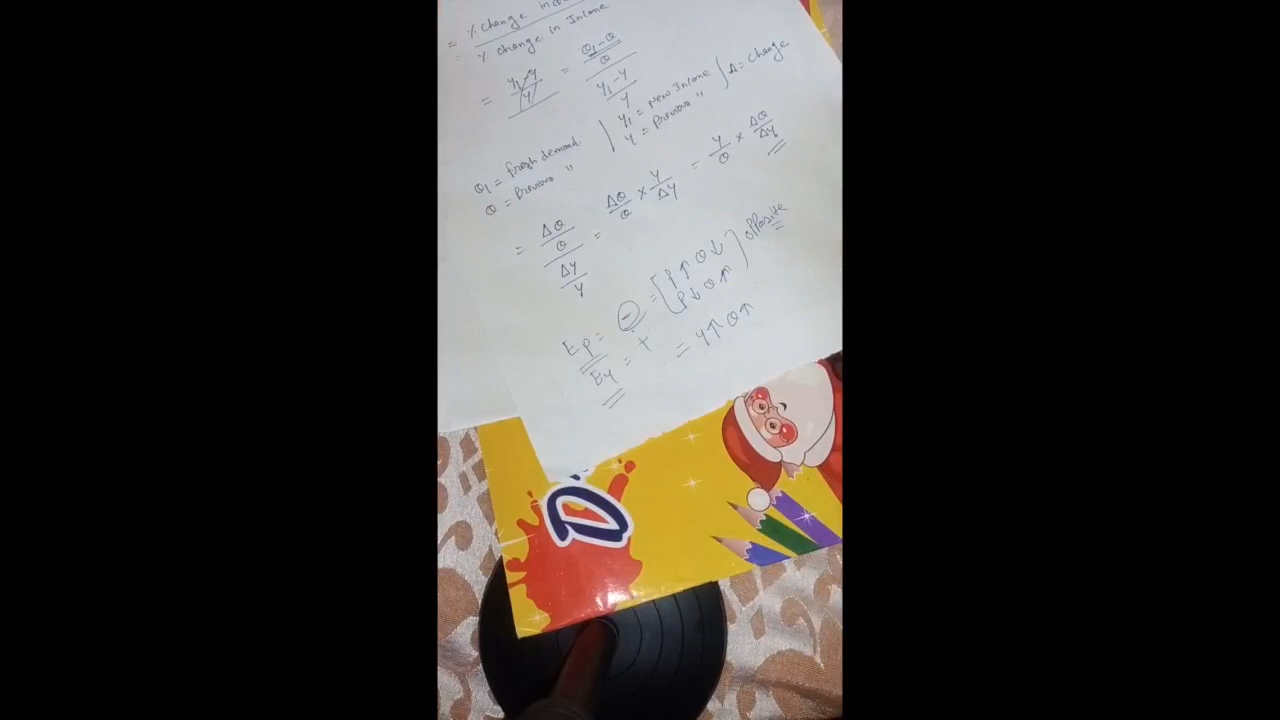 = % change in Q
% change in Income
= Y₁-Y / Y = Q₁-Q / Q / Y₁-Y / Y
Q₁ = fresh demand.
Q = Previous "
Y₁ = New Income
Y = Previous "
Δ = Change
= ΔQ / Q / ΔY / Y = ΔQ / Q × Y / ΔY = Y / Q × ΔQ / ΔY
Ep = - = [P↑ Q↓
P↓ Q↑] opposite
Ey = + = Y↑ Q↑
D